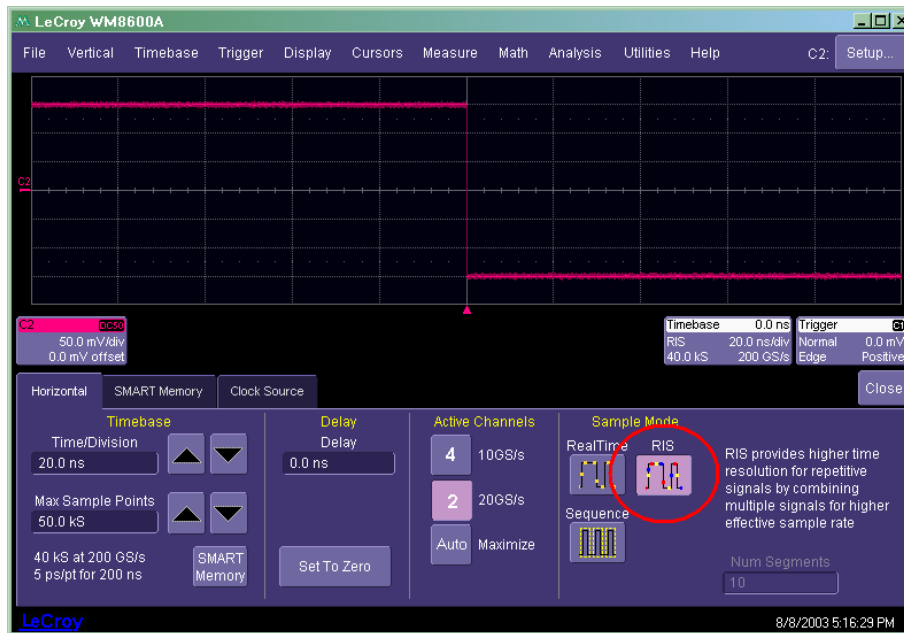 LeCroy WM8600A
File Vertical Timebase Trigger Display Cursors Measure Math Analysis Utilities Help C2: Setup...
C2
C2 DC50
50.0 mV/div
0.0 mV offset
Timebase 0.0 ns
RIS 20.0 ns/div
40.0 kS 200 GS/s
Trigger C1
Normal 0.0 mV
Edge Positive
Horizontal SMART Memory Clock Source Close
Timebase
Time/Division
20.0 ns
Max Sample Points
50.0 kS
40 kS at 200 GS/s
5 ps/pt for 200 ns
SMART
Memory
Delay
Delay
0.0 ns
Set To Zero
Active Channels
4 10GS/s
2 20GS/s
Auto Maximize
Sample Mode
RealTime RIS
Sequence
RIS provides higher time
resolution for repetitive
signals by combining
multiple signals for higher
effective sample rate
Num Segments
10
LeCroy 8/8/2003 5:16:29 PM